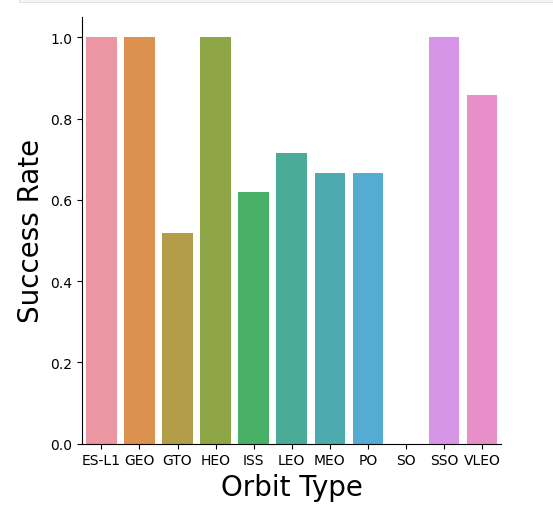 1.0
0.8
0.6
0.4
0.2
0.0
Success Rate
ES-L1 GEO GTO HEO ISS LEO MEO PO SO SSO VLEO
Orbit Type